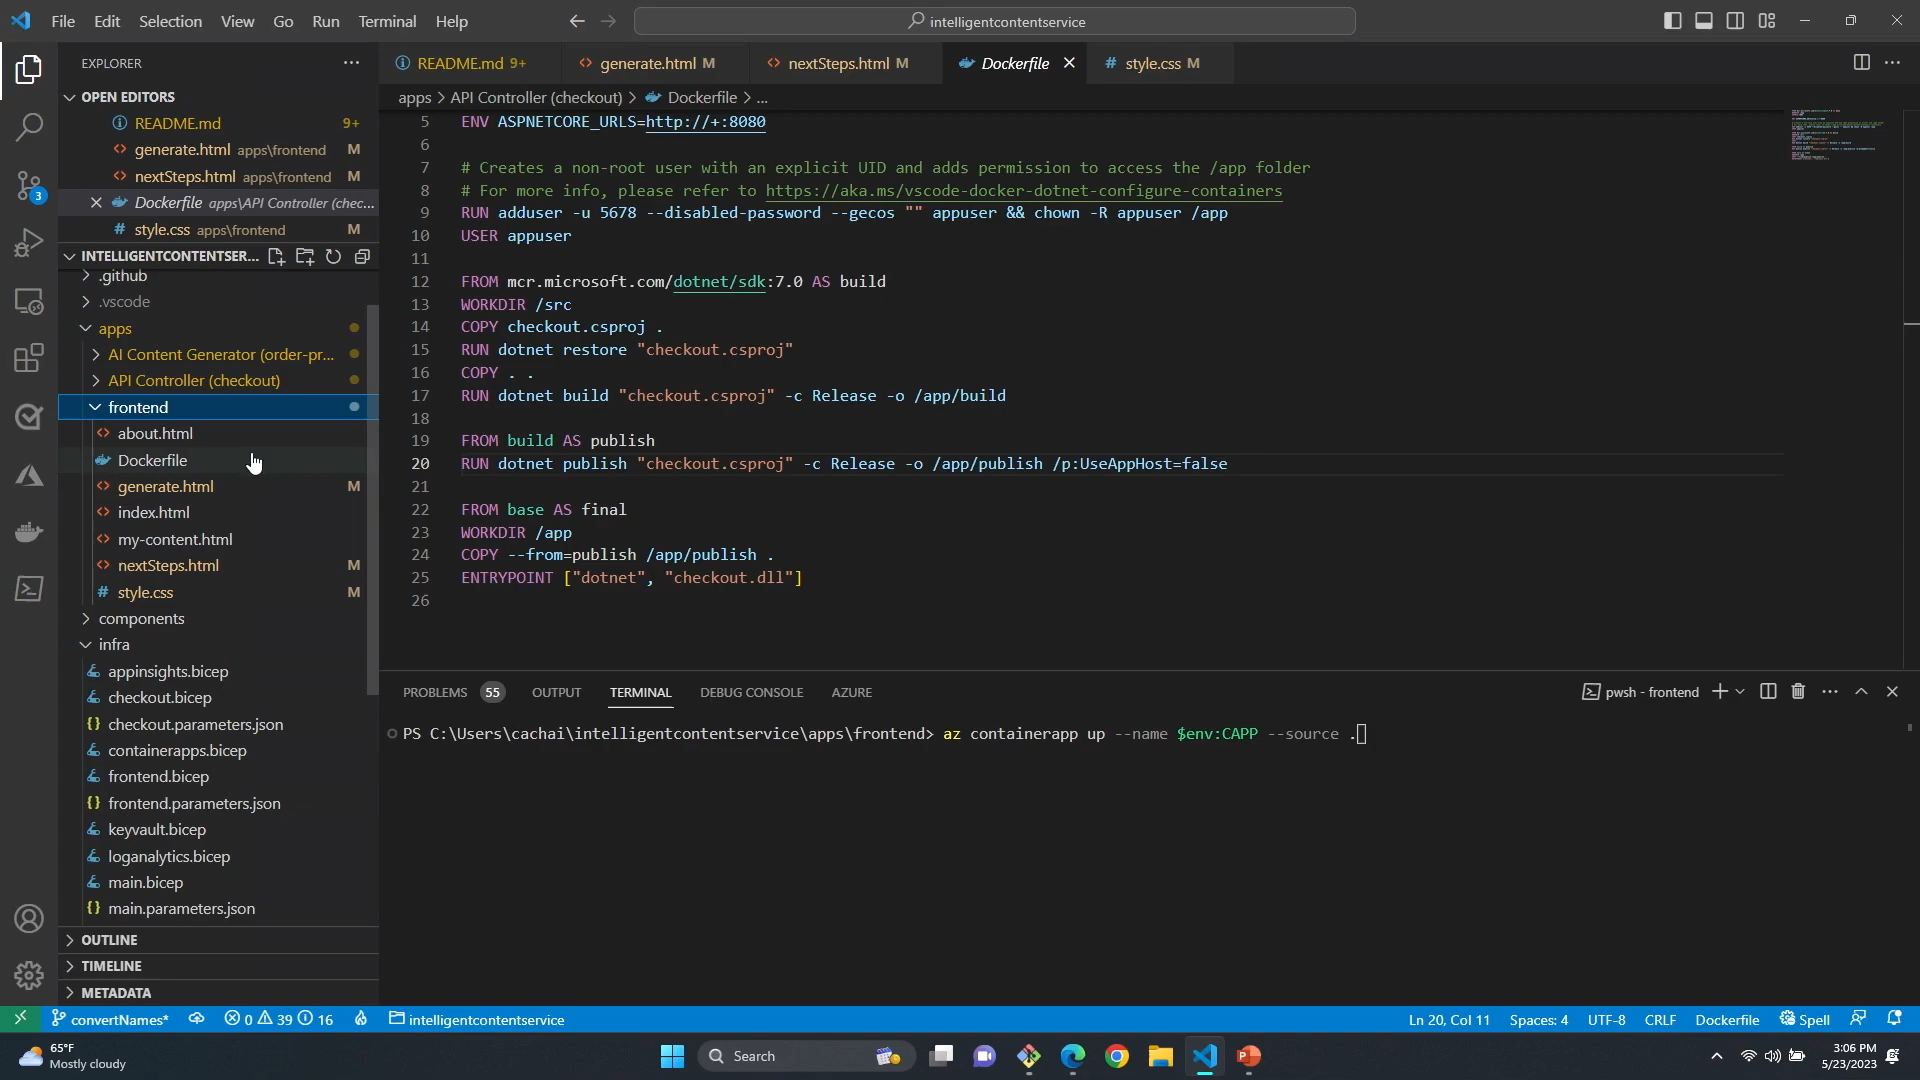 File Edit Selection View Go Run Terminal Help
intelligentcontentservice
EXPLORER
OPEN EDITORS
README.md 9+
generate.html apps\frontend M
nextSteps.html apps\frontend M
Dockerfile apps\API Controller (chec...
style.css apps\frontend M
INTELLIGENTCONTENTSER...
.github
.vscode
apps
AI Content Generator (order-pr...
API Controller (checkout)
frontend
about.html
Dockerfile
generate.html M
index.html
my-content.html
nextSteps.html M
style.css M
components
infra
appinsights.bicep
checkout.bicep
checkout.parameters.json
containerapps.bicep
frontend.bicep
frontend.parameters.json
keyvault.bicep
loganalytics.bicep
main.bicep
main.parameters.json
OUTLINE
TIMELINE
METADATA
3
README.md 9+ generate.html M nextSteps.html M Dockerfile style.css M
apps > API Controller (checkout) > Dockerfile > ...
5 ENV ASPNETCORE_URLS=http://+:8080
6
7 # Creates a non-root user with an explicit UID and adds permission to access the /app folder
8 # For more info, please refer to https://aka.ms/vscode-docker-dotnet-configure-containers
9 RUN adduser -u 5678 --disabled-password --gecos "" appuser && chown -R appuser /app
10 USER appuser
11
12 FROM mcr.microsoft.com/dotnet/sdk:7.0 AS build
13 WORKDIR /src
14 COPY checkout.csproj .
15 RUN dotnet restore "checkout.csproj"
16 COPY . .
17 RUN dotnet build "checkout.csproj" -c Release -o /app/build
18
19 FROM build AS publish
20 RUN dotnet publish "checkout.csproj" -c Release -o /app/publish /p:UseAppHost=false
21
22 FROM base AS final
23 WORKDIR /app
24 COPY --from=publish /app/publish .
25 ENTRYPOINT ["dotnet", "checkout.dll"]
26
PROBLEMS 55 OUTPUT TERMINAL DEBUG CONSOLE AZURE pwsh - frontend
PS C:\Users\cachai\intelligentcontentservice\apps\frontend> az containerapp up --name $env:CAPP --source .
convertNames* 0 39 16 intelligentcontentservice Ln 20, Col 11 Spaces: 4 UTF-8 CRLF Dockerfile Spell
65°F
Mostly cloudy
Search
3:06 PM
5/23/2023